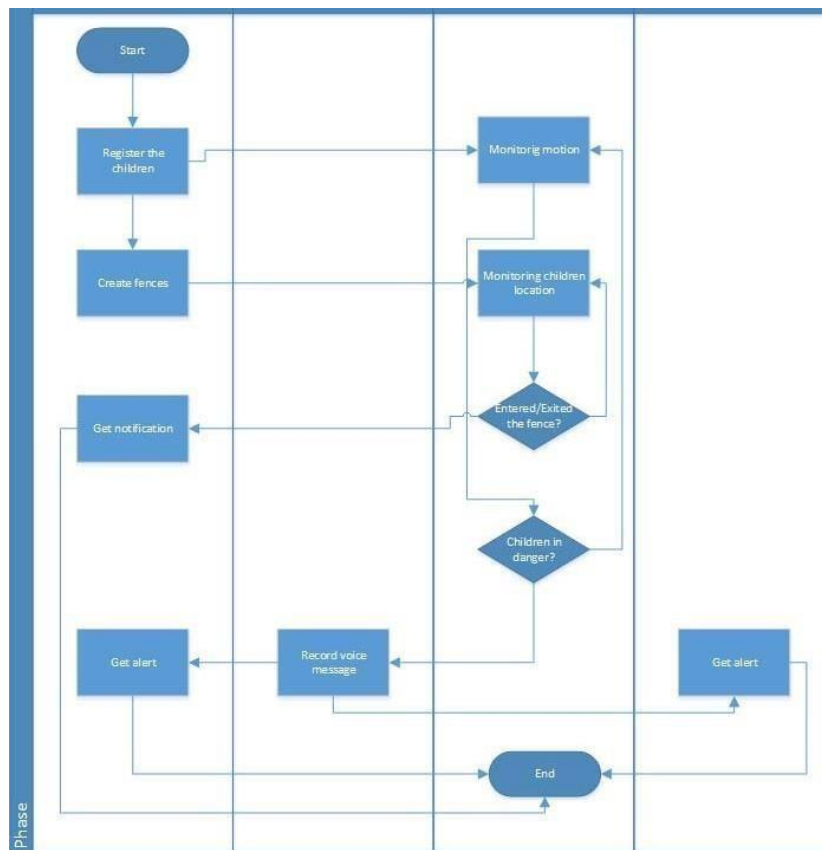 Start
Register the
children
Monitorig motion
Create fences
Monitoring children
location
Entered/Exited
the fence?
Get notification
Children in
danger?
Get alert
Record voice
message
Get alert
End
Phase